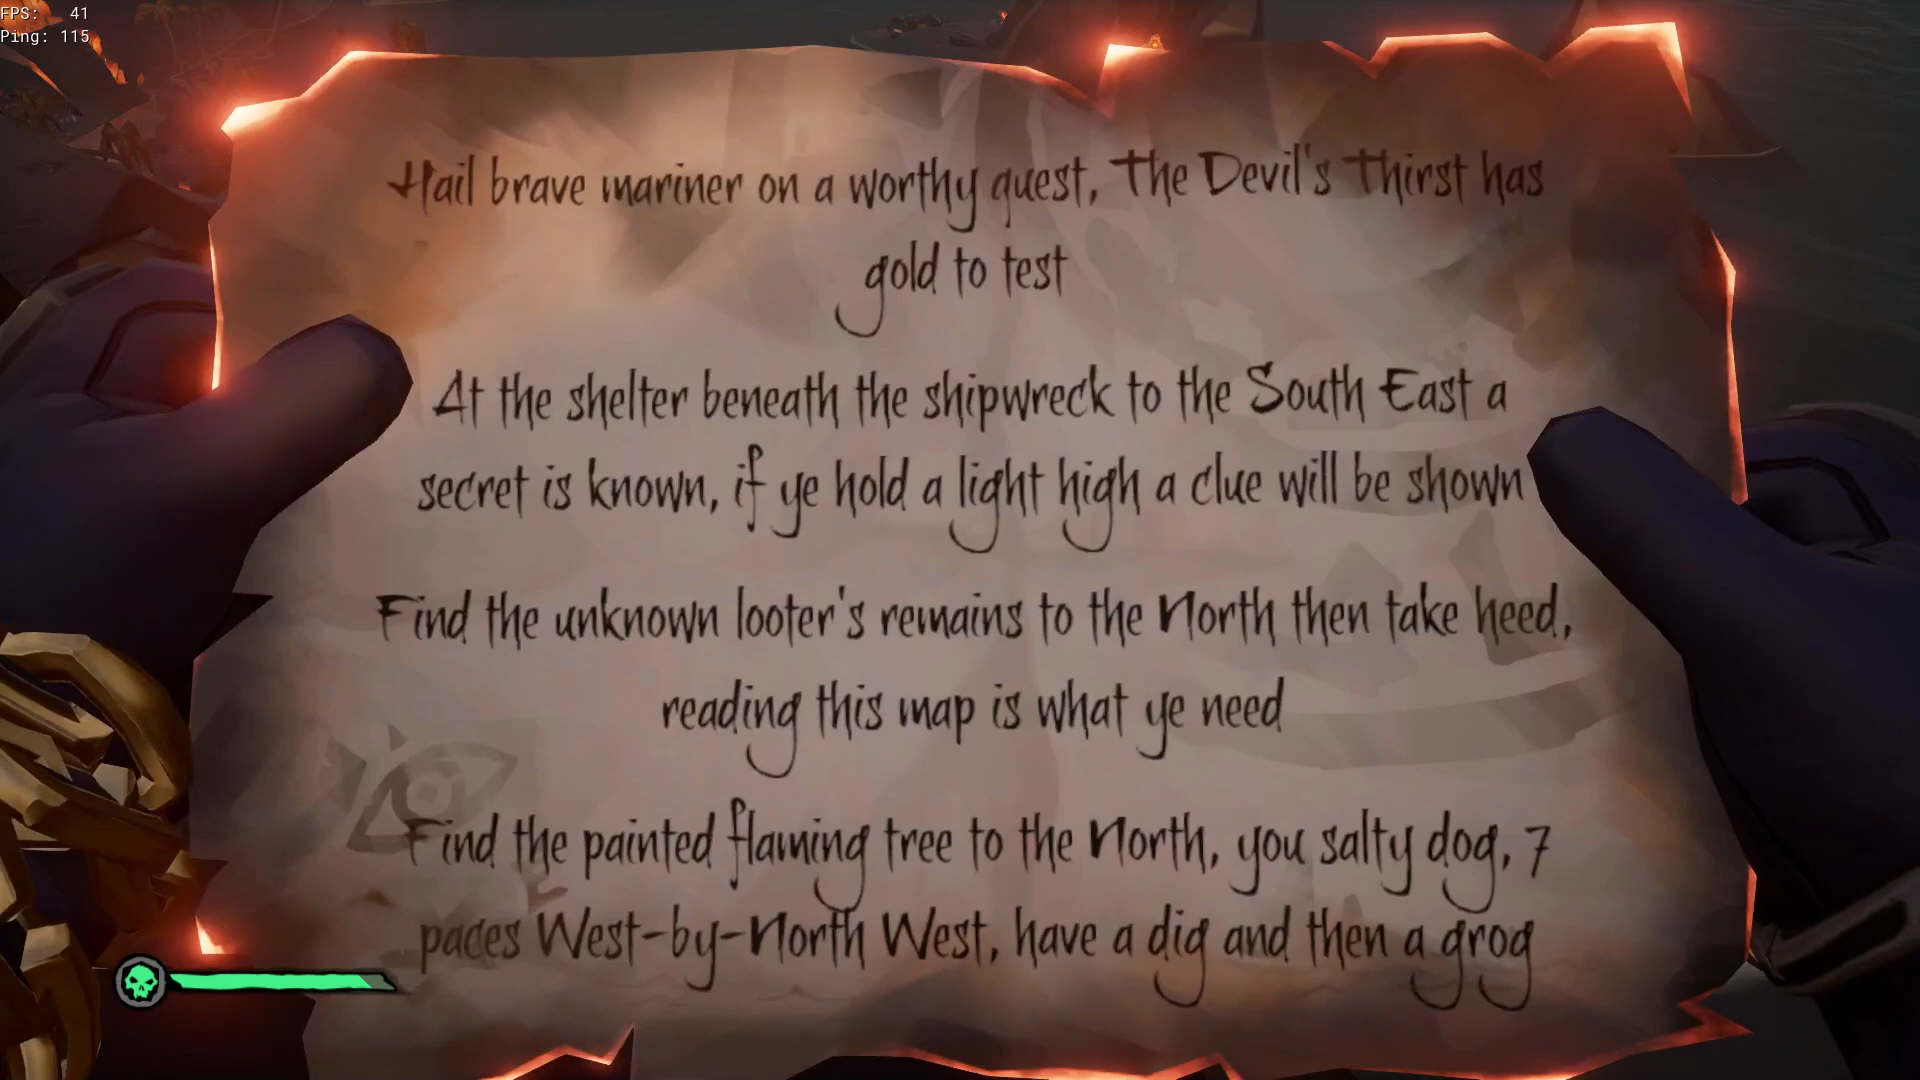 FPS: 41
Ping: 115
Hail brave mariner on a worthy quest, The Devil's Thirst has
gold to test
At the shelter beneath the shipwreck to the South East a
secret is known, if ye hold a light high a clue will be shown
Find the unknown looter's remains to the North then take heed,
reading this map is what ye need
Find the painted flaming tree to the North, you salty dog, 7
paces West-by-North West, have a dig and then a grog